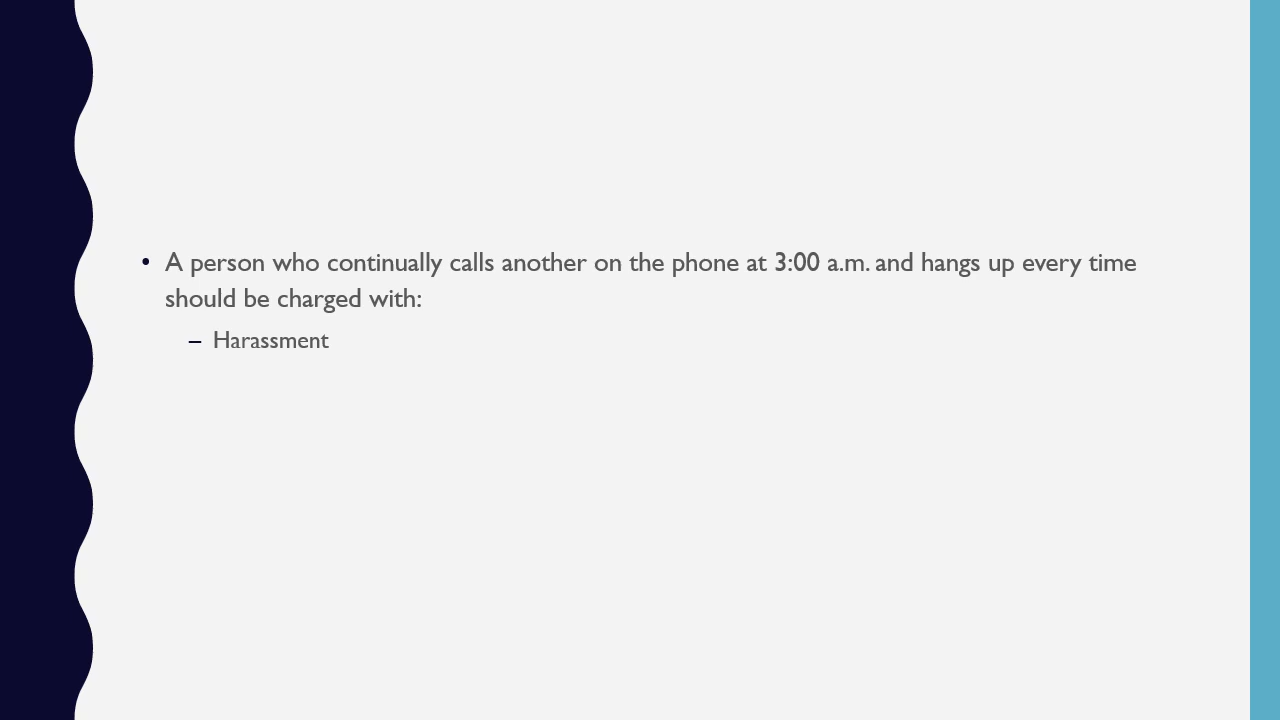 • A person who continually calls another on the phone at 3:00 a.m. and hangs up every time
should be charged with:
– Harassment